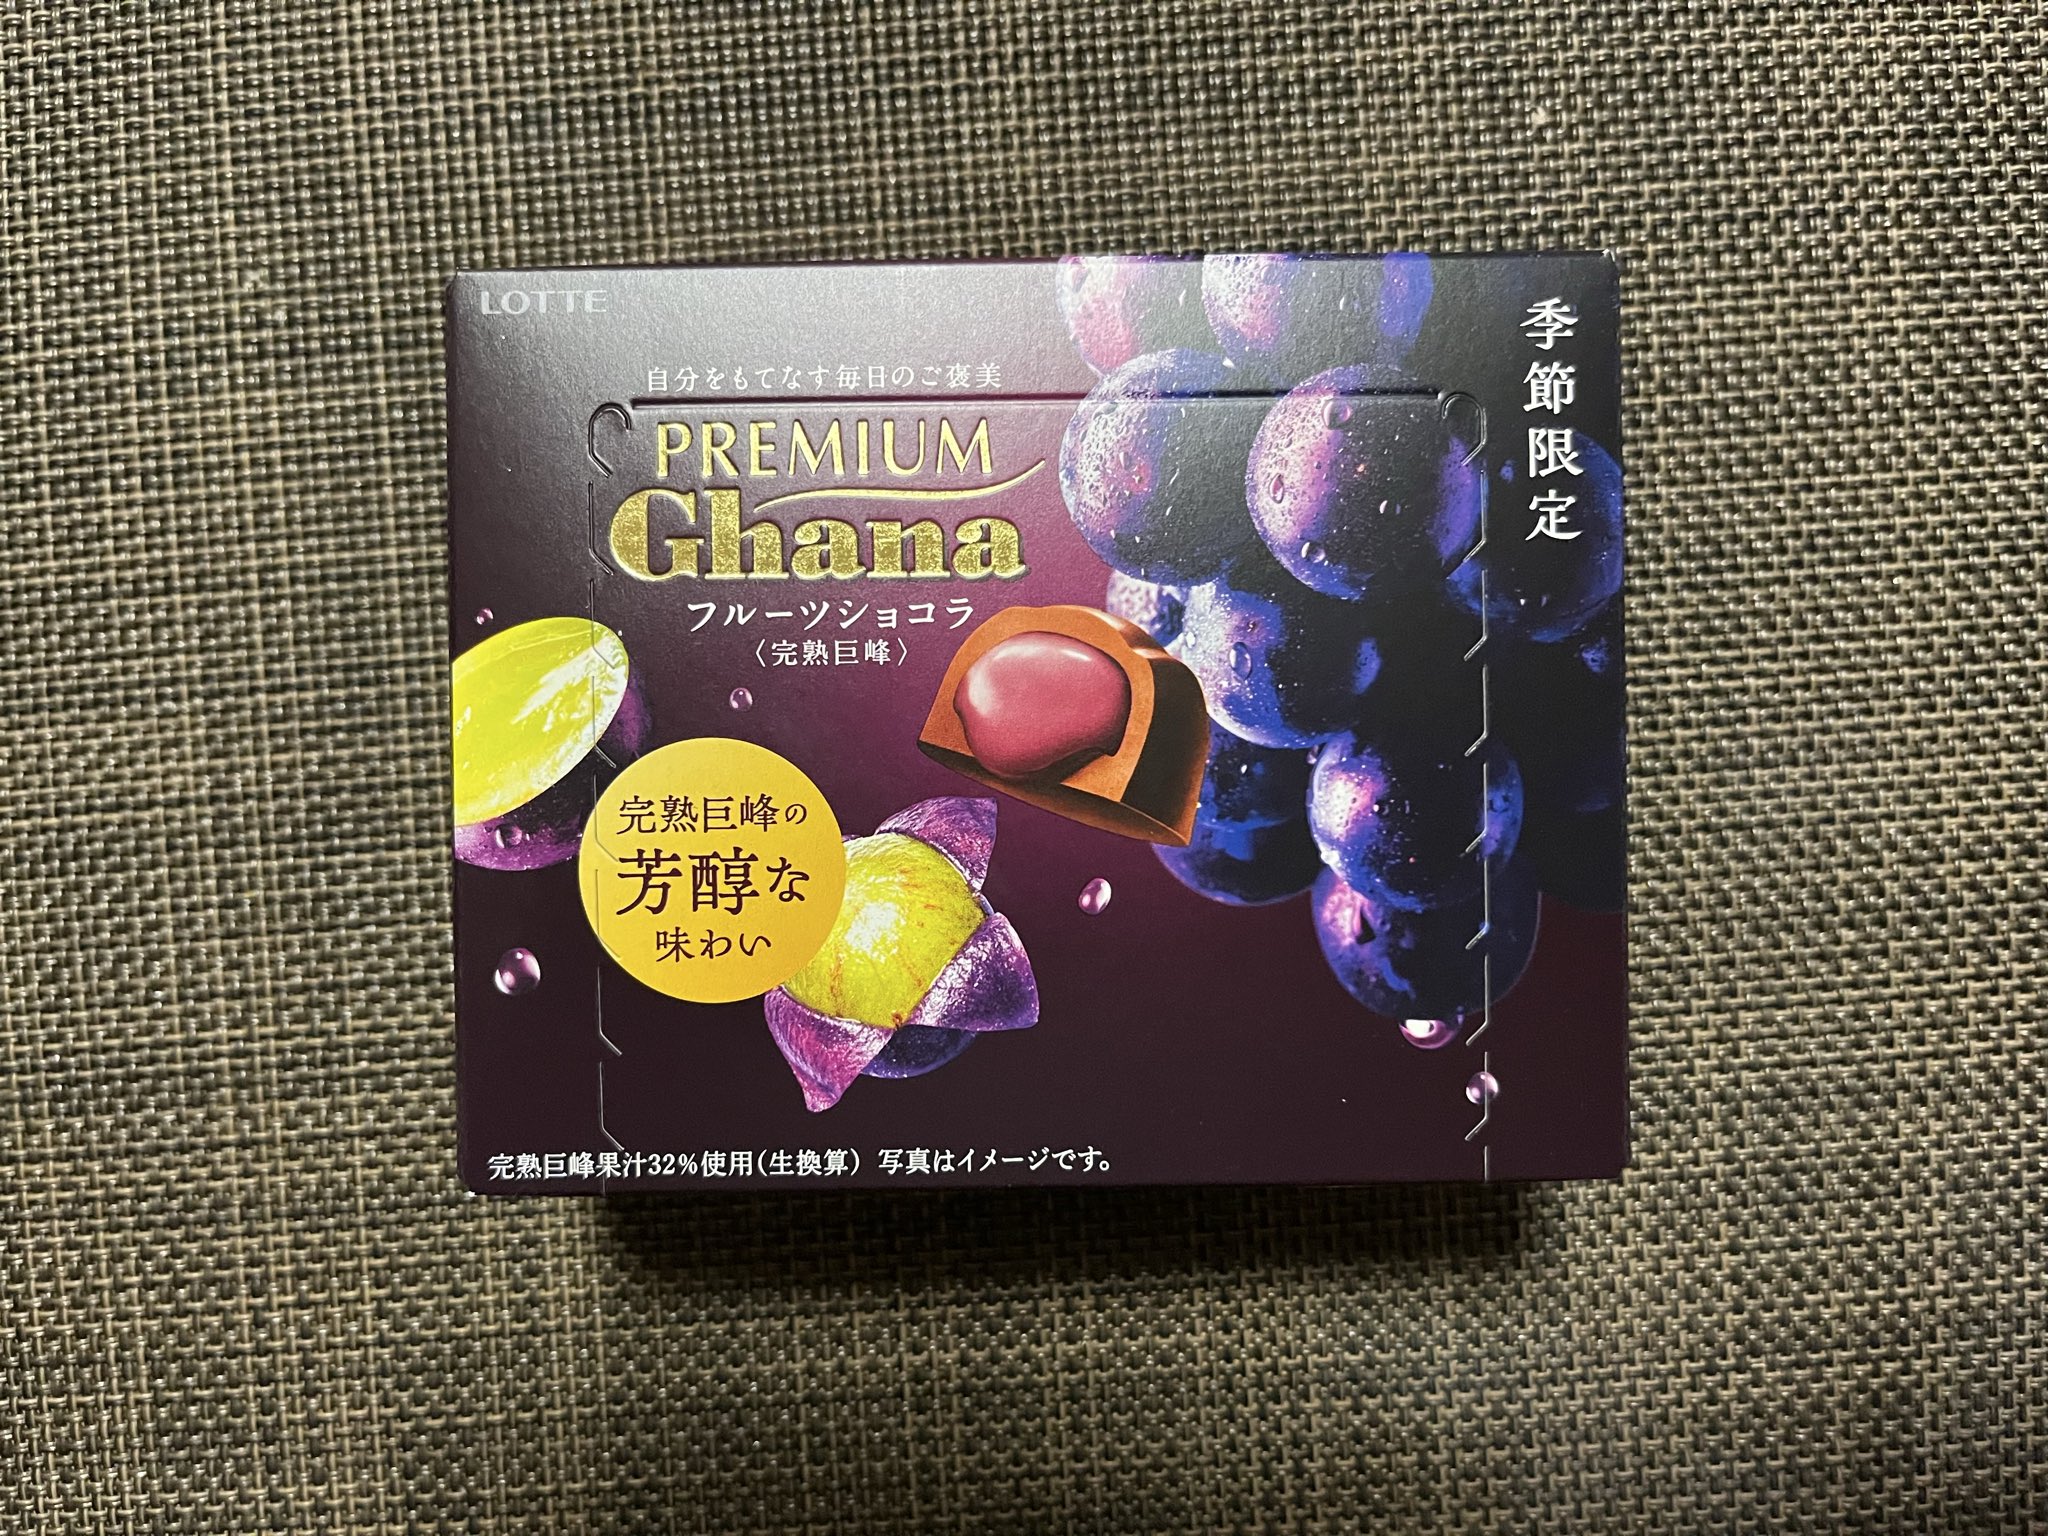 LOTTE
季節限定
自分をもてなす毎日のご褒美
PREMIUM
Ghana
フルーツショコラ
〈完熟巨峰〉
完熟巨峰の
芳醇な
味わい
完熟巨峰果汁32%使用(生換算) 写真はイメージです。